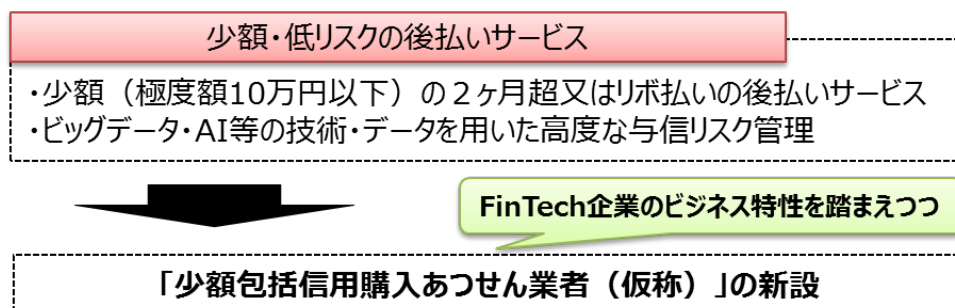 少額・低リスクの後払いサービス
・少額（極度額10万円以下）の２ヶ月超又はリボ払いの後払いサービス
・ビッグデータ・AI等の技術・データを用いた高度な与信リスク管理
FinTech企業のビジネス特性を踏まえつつ
「少額包括信用購入あつせん業者（仮称）」の新設